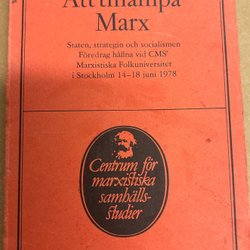 Att tillämpa
Marx
Staten, strategin och socialismen
Föredrag hållna vid CMS'
Marxistiska Folkuniversitet
i Stockholm 14–18 juni 1978
Centrum för
marxistiska
samhälls-
studier